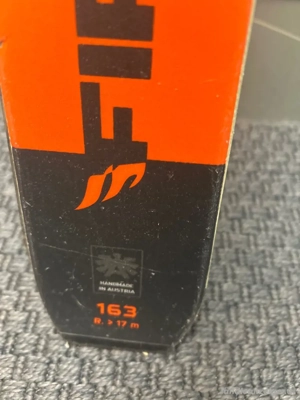 FIR
HANDMADE
IN AUSTRIA
163
R. > 17 m